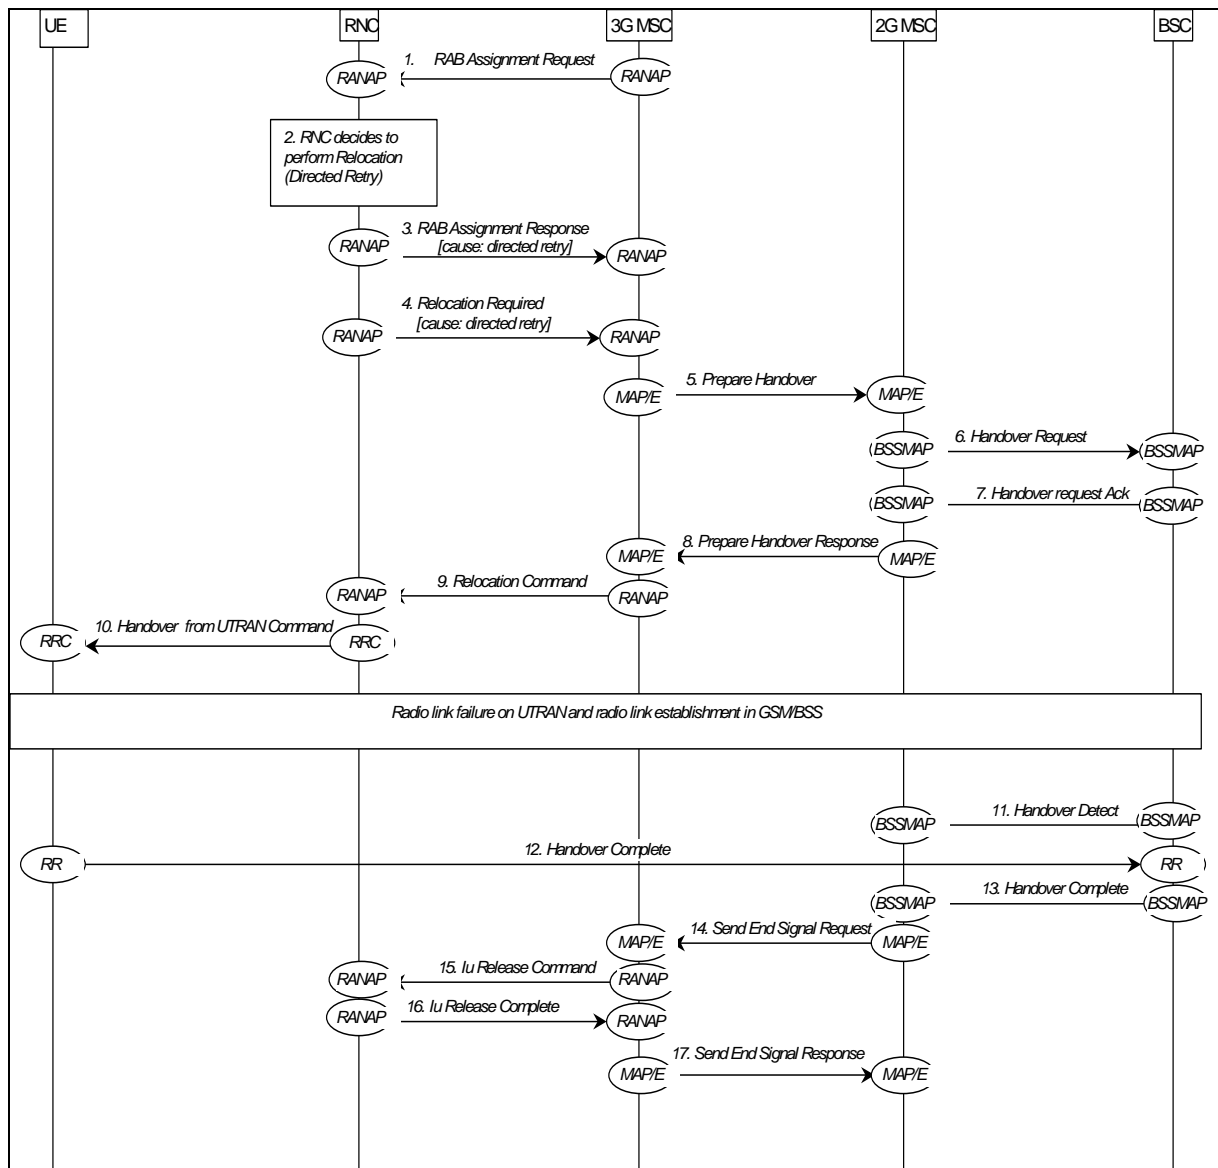 UE RNC 3G MSC 2G MSC BSC
1. RAB Assignment Request
RANAP RANAP
2. RNC decides to
perform Relocation
(Directed Retry)
3. RAB Assignment Response
RANAP [cause: directed retry] RANAP
4. Relocation Required
RANAP [cause: directed retry] RANAP
5. Prepare Handover
MAP/E MAP/E
6. Handover Request
BSSMAP BSSMAP
7. Handover request Ack
BSSMAP BSSMAP
8. Prepare Handover Response
MAP/E MAP/E
9. Relocation Command
RANAP RANAP
10. Handover from UTRAN Command
RRC RRC
Radio link failure on UTRAN and radio link establishment in GSM/BSS
11. Handover Detect
BSSMAP BSSMAP
12. Handover Complete
RR RR
13. Handover Complete
BSSMAP BSSMAP
14. Send End Signal Request
MAP/E MAP/E
15. Iu Release Command
RANAP RANAP
16. Iu Release Complete
RANAP RANAP
17. Send End Signal Response
MAP/E MAP/E